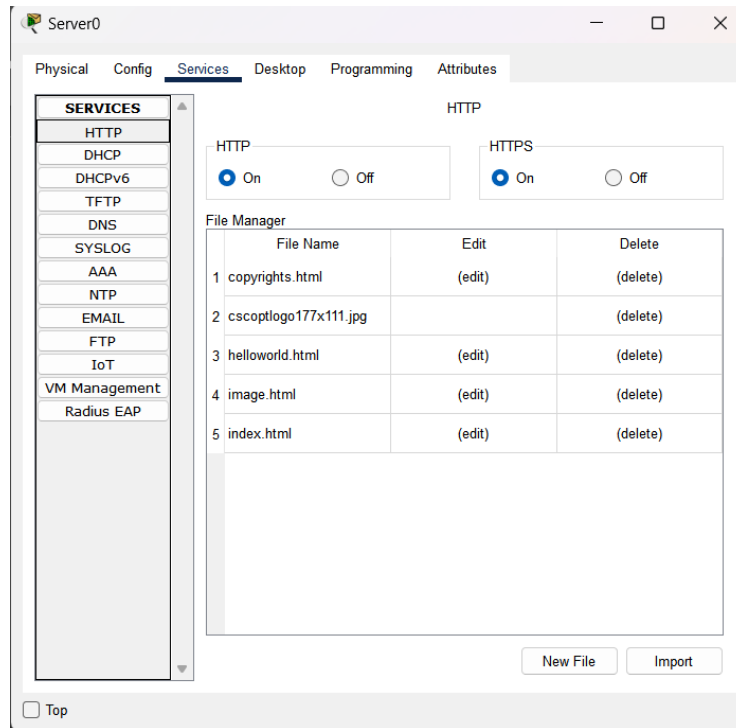 Server0
Physical Config Services Desktop Programming Attributes
SERVICES
HTTP
DHCP
DHCPv6
TFTP
DNS
SYSLOG
AAA
NTP
EMAIL
FTP
IoT
VM Management
Radius EAP
HTTP
HTTP
On Off
HTTPS
On Off
File Manager
File Name Edit Delete
1 copyrights.html (edit) (delete)
2 cscoptlogo177x111.jpg (delete)
3 helloworld.html (edit) (delete)
4 image.html (edit) (delete)
5 index.html (edit) (delete)
New File Import
Top